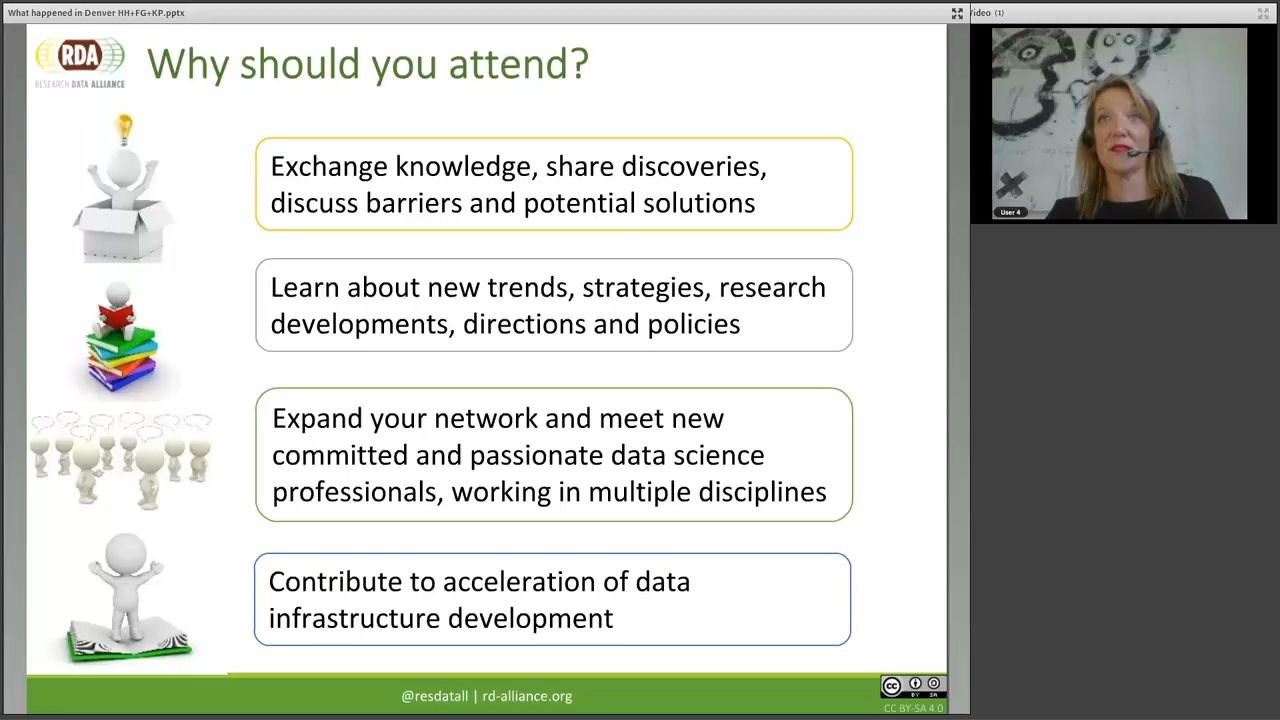 What happened in Denver HH+FG+KP.pptx
Video (1)
RDA
RESEARCH DATA ALLIANCE
Why should you attend?
Exchange knowledge, share discoveries,
discuss barriers and potential solutions
Learn about new trends, strategies, research
developments, directions and policies
Expand your network and meet new
committed and passionate data science
professionals, working in multiple disciplines
Contribute to acceleration of data
infrastructure development
@resdatall | rd-alliance.org
cc
BY SA
CC BY-SA 4.0
User 4